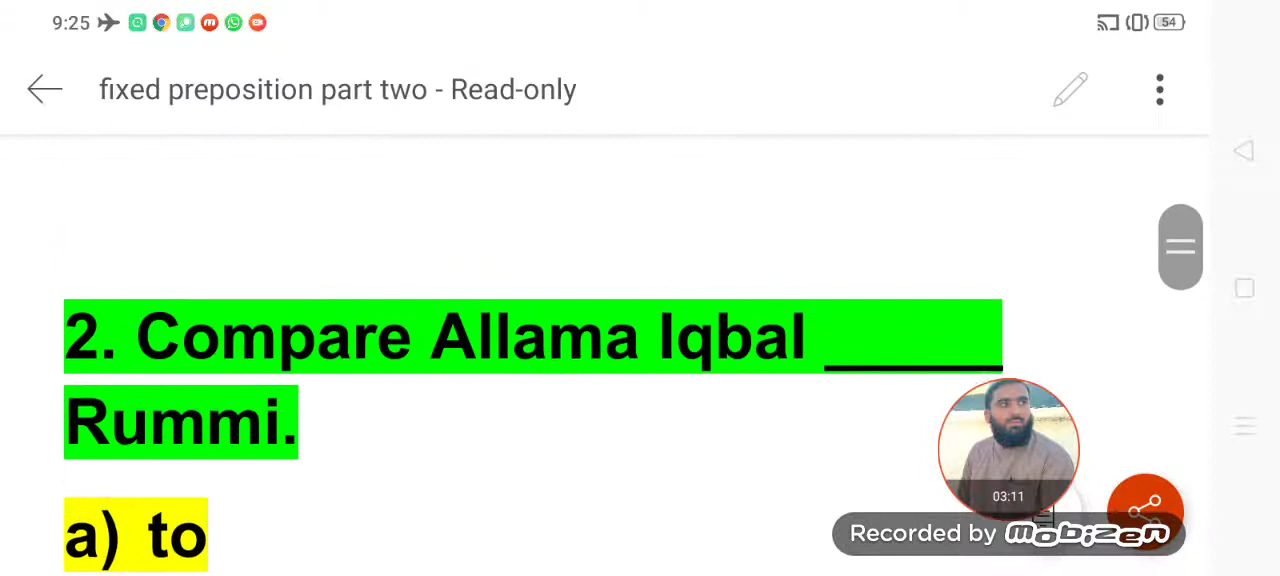 9:25 54
fixed preposition part two - Read-only
2. Compare Allama Iqbal ______
Rummi.
a) to
03:11
Recorded by mobizen